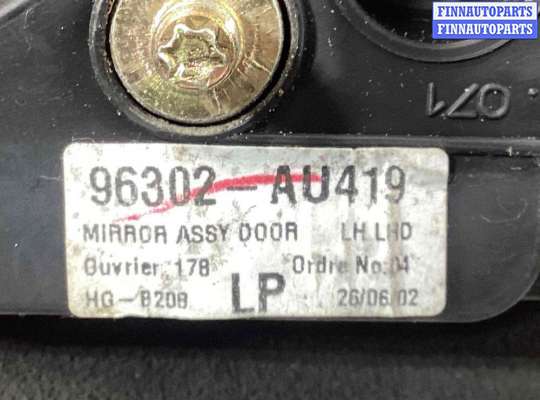 FINNAUTOPARTS
FINNAUTOPARTS
071
96302-AU419
MIRROR ASSY DOOR LH LHD
Ouvrier 178 Ordre No.04
HG-8208 LP 26/06/02